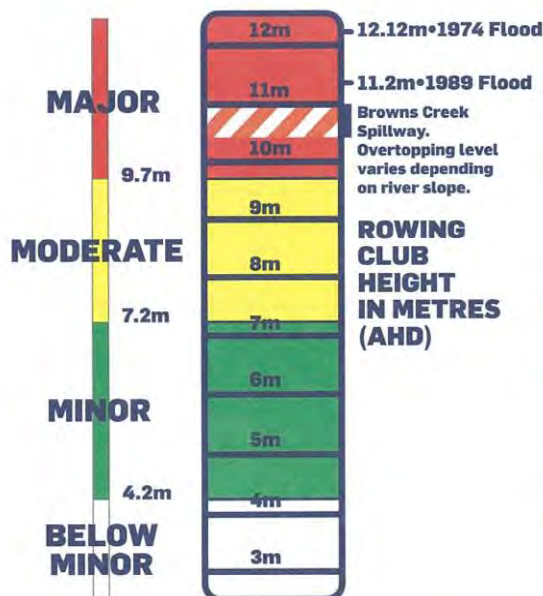 MAJOR
9.7m
MODERATE
7.2m
MINOR
4.2m
BELOW
MINOR
12m
11m
10m
9m
8m
7m
6m
5m
4m
3m
12.12m•1974 Flood
11.2m•1989 Flood
Browns Creek
Spillway.
Overtopping level
varies depending
on river slope.
ROWING
CLUB
HEIGHT
IN METRES
(AHD)